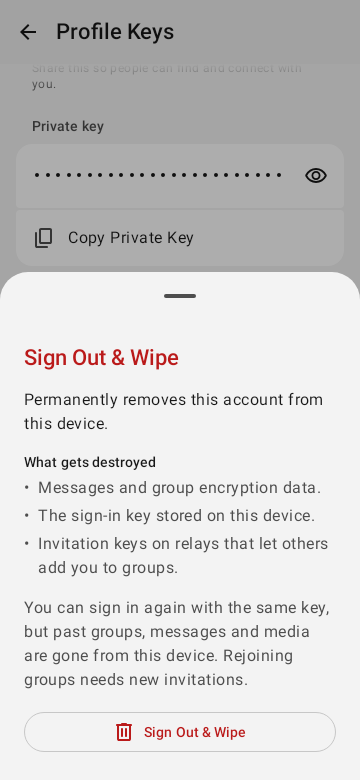 Profile Keys
Share this so people can find and connect with
you.
Private key
Copy Private Key
Sign Out & Wipe
Permanently removes this account from
this device.
What gets destroyed
• Messages and group encryption data.
• The sign-in key stored on this device.
• Invitation keys on relays that let others
add you to groups.
You can sign in again with the same key,
but past groups, messages and media
are gone from this device. Rejoining
groups needs new invitations.
Sign Out & Wipe